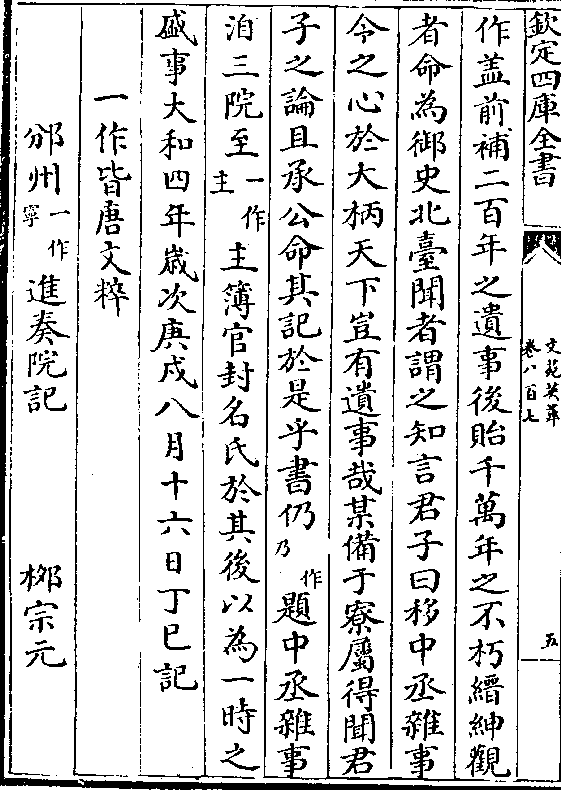 欽定四庫全書
文苑英華
卷八百七
五
作盖前補二百年之遺事後貽千萬年之不朽縉紳觀
者命為御史北臺聞者謂之知言君子曰移中丞雜事
令之心於大柄天下豈有遺事哉某備于寮屬得聞君
子之論且承公命其記於是乎書仍作乃題中丞雜事
洎三院至一作主主簿官封名氏於其後以為一時之
盛事大和四年嵗次庚戌八月十六日丁巳記
一作皆唐文粹
邠州一作寧進奏院記 桞宗元